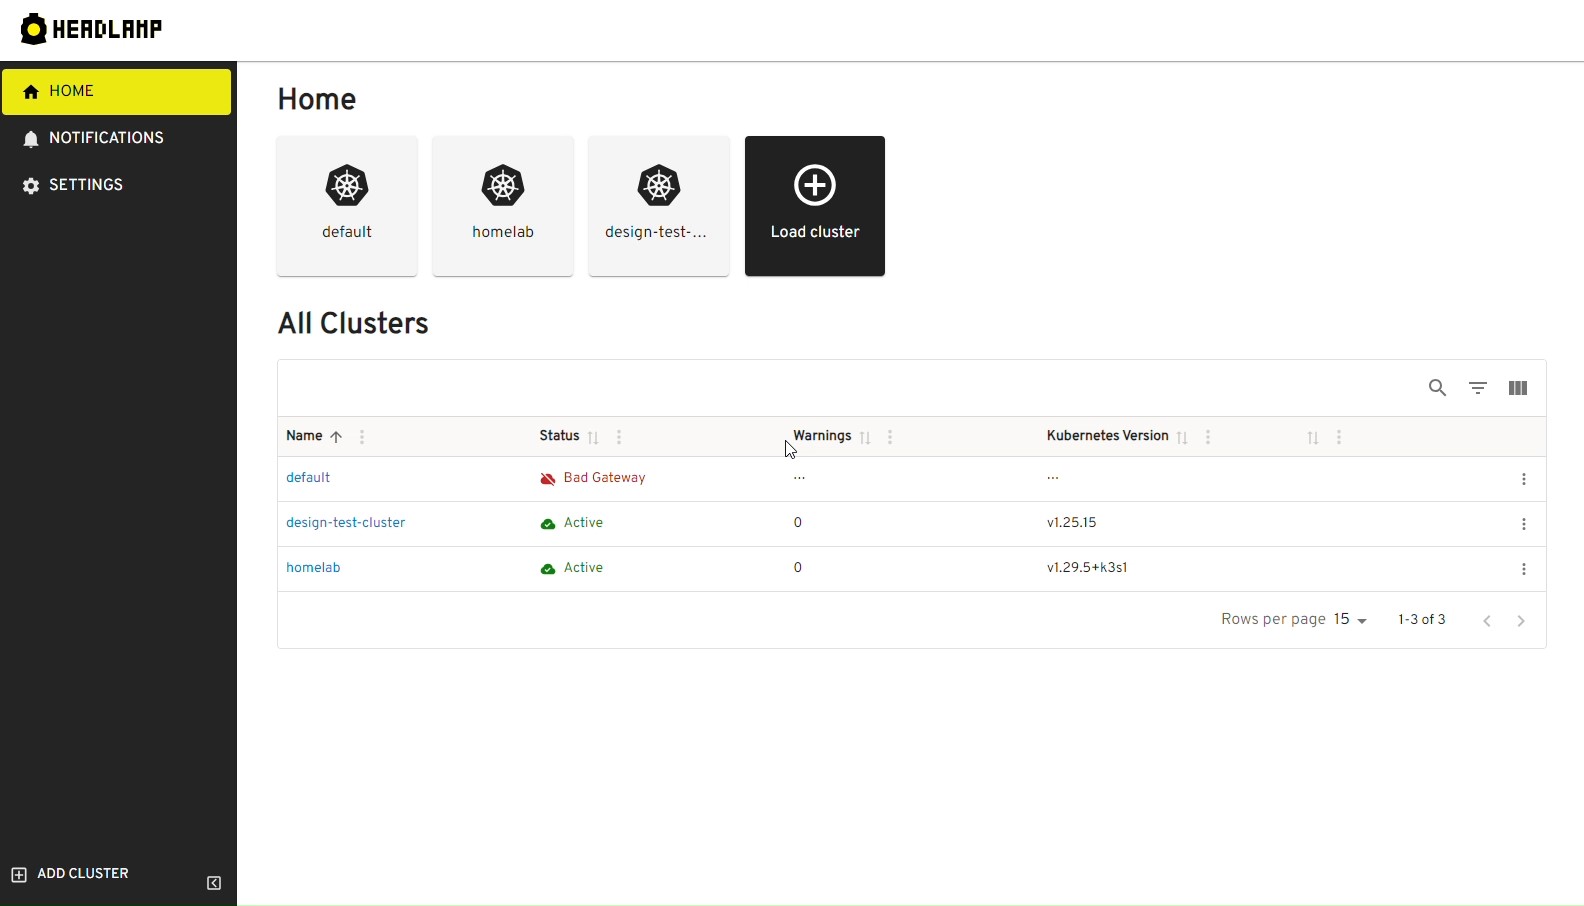 HEADLAMP
HOME
NOTIFICATIONS
SETTINGS
ADD CLUSTER
Home
default homelab design-test-... Load cluster
All Clusters
Name Status Warnings Kubernetes Version
default Bad Gateway ... ...
design-test-cluster Active 0 v1.25.15
homelab Active 0 v1.29.5+k3s1
Rows per page 15 1-3 of 3